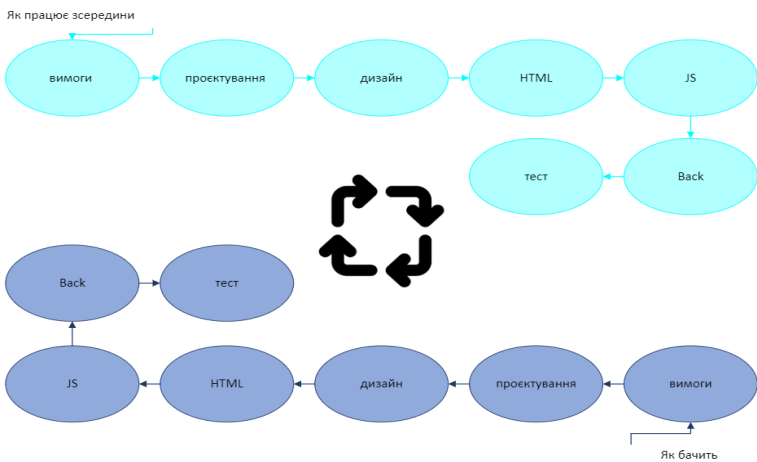 Як працює зсередини
вимоги
проєктування
дизайн
HTML
JS
тест
Back
Back
тест
JS
HTML
дизайн
проєктування
вимоги
Як бачить